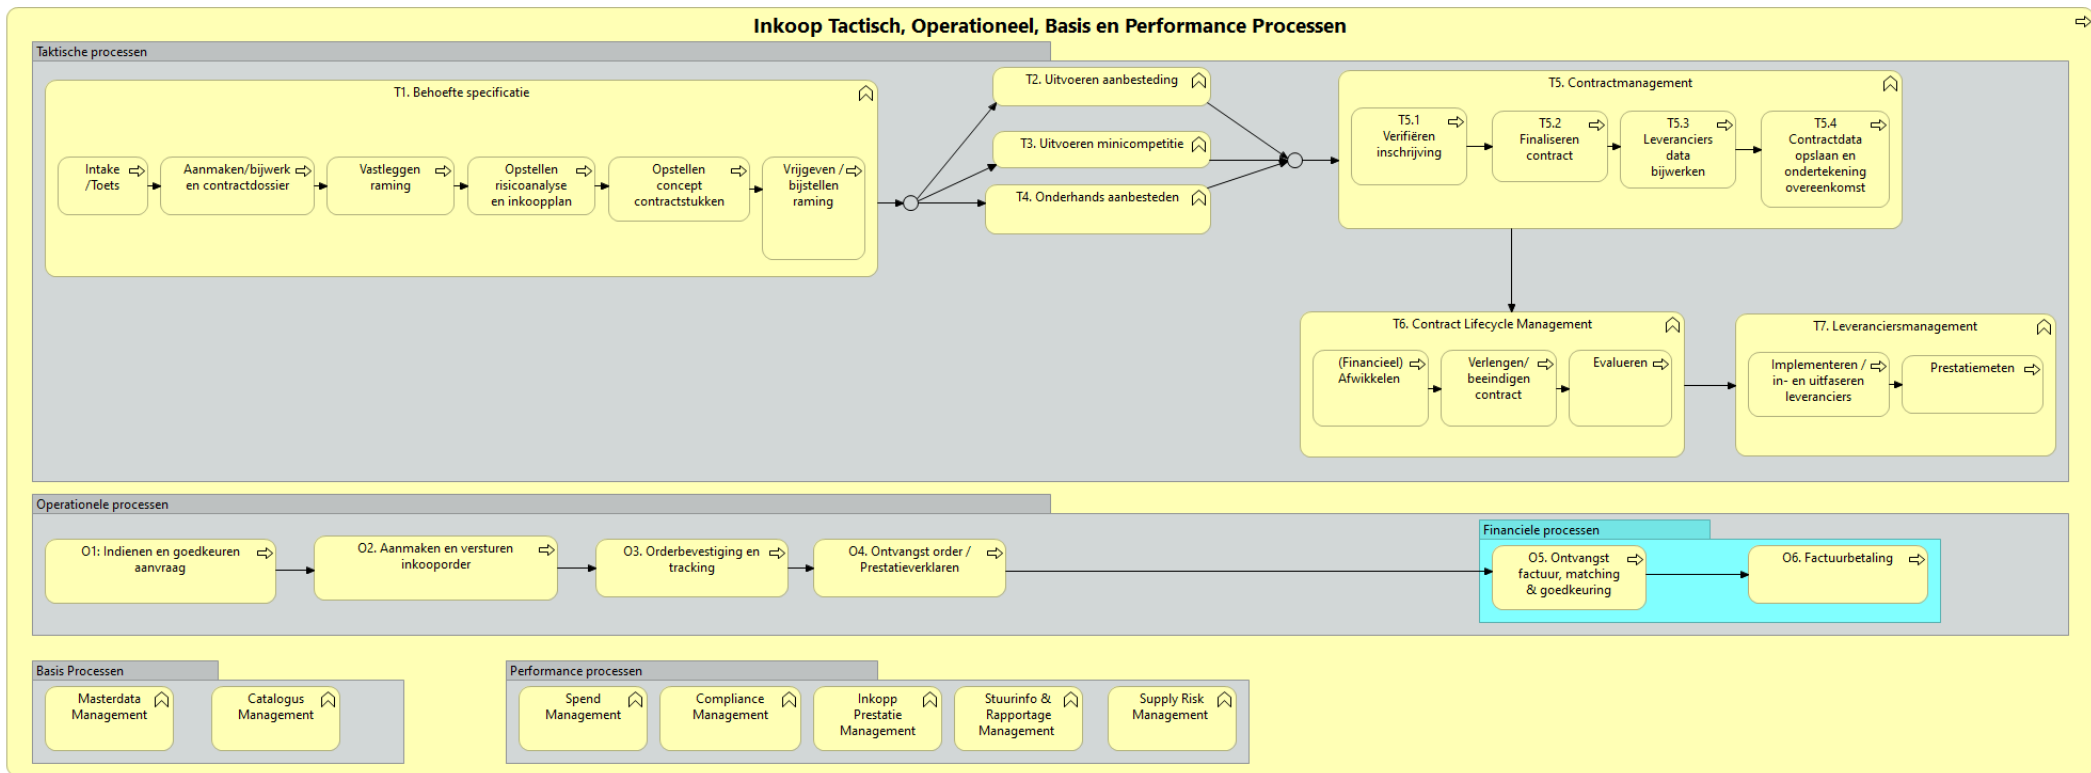 Inkoop Tactisch, Operationeel, Basis en Performance Processen
Taktische processen
T1. Behoefte specificatie
Intake
/Toets
Aanmaken/bijwerk
en contractdossier
Vastleggen
raming
Opstellen
risicoanalyse
en inkoopplan
Opstellen
concept
contractstukken
Vrijgeven /
bijstellen
raming
T2. Uitvoeren aanbesteding
T3. Uitvoeren minicompetitie
T4. Onderhands aanbesteden
T5. Contractmanagement
T5.1
Verifiëren
inschrijving
T5.2
Finaliseren
contract
T5.3
Leveranciers
data
bijwerken
T5.4
Contractdata
opslaan en
ondertekening
overeenkomst
T6. Contract Lifecycle Management
(Financieel)
Afwikkelen
Verlengen/
beeindigen
contract
Evalueren
T7. Leveranciersmanagement
Implementeren /
in- en uitfaseren
leveranciers
Prestatiemeten
Operationele processen
O1: Indienen en goedkeuren
aanvraag
O2. Aanmaken en versturen
inkooporder
O3. Orderbevestiging en
tracking
O4. Ontvangst order /
Prestatieverklaren
Financiele processen
O5. Ontvangst
factuur, matching
& goedkeuring
O6. Factuurbetaling
Basis Processen
Masterdata
Management
Catalogus
Management
Performance processen
Spend
Management
Compliance
Management
Inkopp
Prestatie
Management
Stuurinfo &
Rapportage
Management
Supply Risk
Management